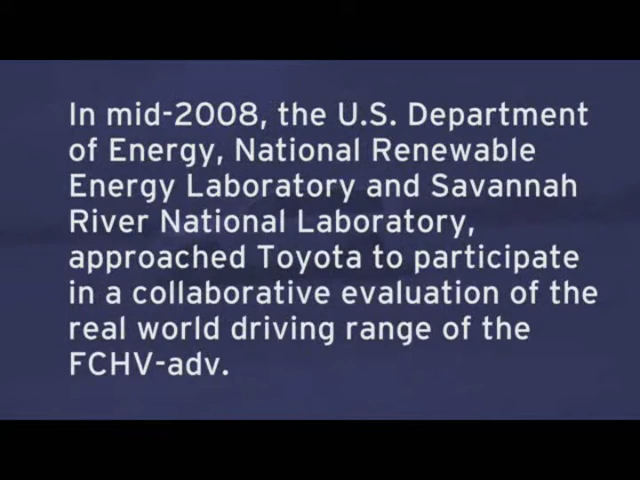 In mid-2008, the U.S. Department
of Energy, National Renewable
Energy Laboratory and Savannah
River National Laboratory,
approached Toyota to participate
in a collaborative evaluation of the
real world driving range of the
FCHV-adv.